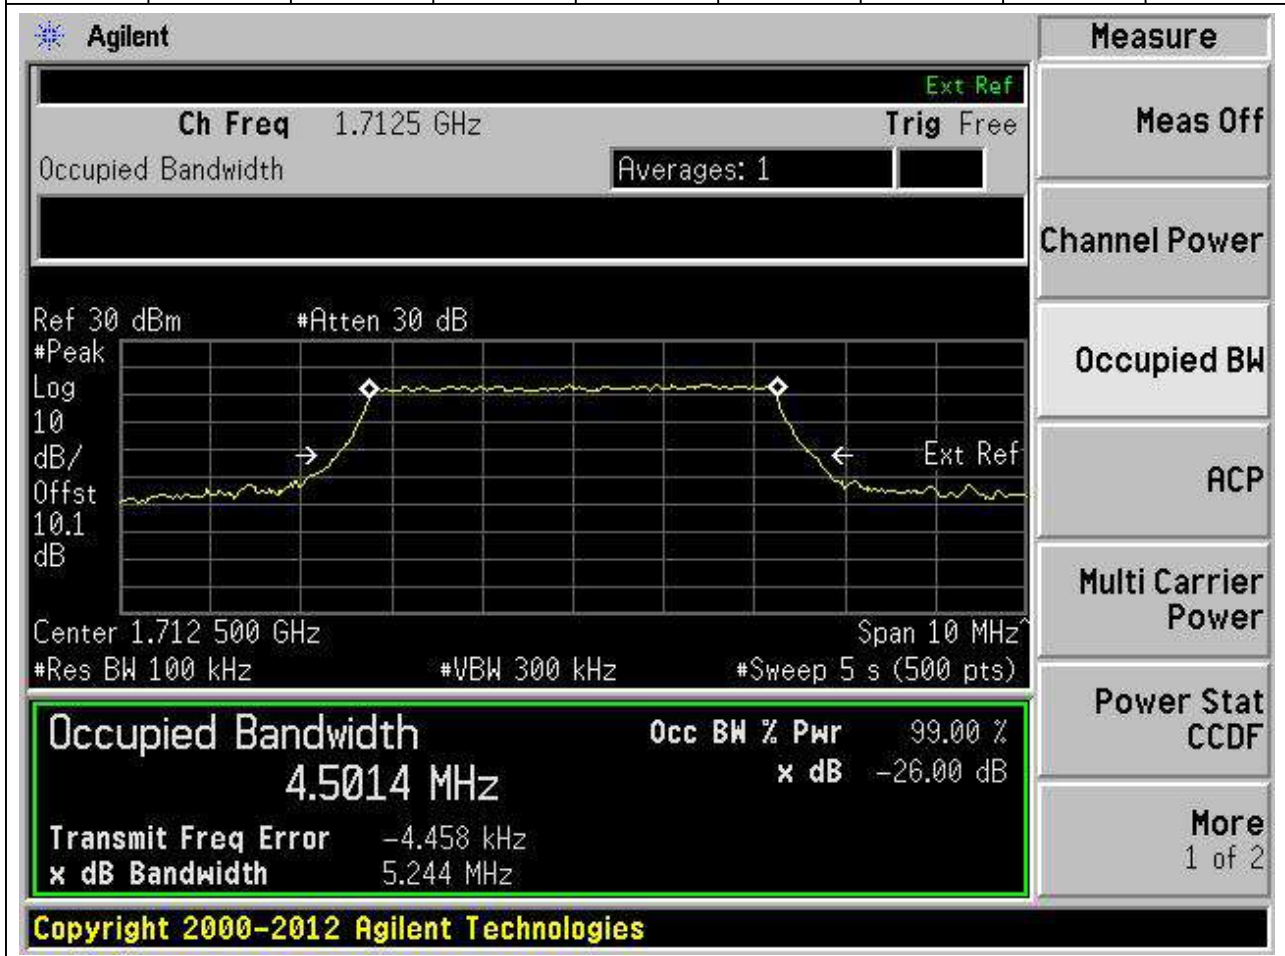 Agilent
Measure
Ext Ref
Ch Freq 1.7125 GHz Trig Free
Occupied Bandwidth Averages: 1
Meas Off
Channel Power
Occupied BW
ACP
Multi Carrier
Power
Power Stat
CCDF
More
1 of 2
Ref 30 dBm #Atten 30 dB
#Peak
Log
10
dB/
Offst
10.1
dB
Ext Ref
Center 1.712 500 GHz Span 10 MHz^
#Res BW 100 kHz #VBW 300 kHz #Sweep 5 s (500 pts)
Occupied Bandwidth
4.5014 MHz
Occ BW % Pwr 99.00 %
x dB -26.00 dB
Transmit Freq Error -4.458 kHz
x dB Bandwidth 5.244 MHz
Copyright 2000-2012 Agilent Technologies